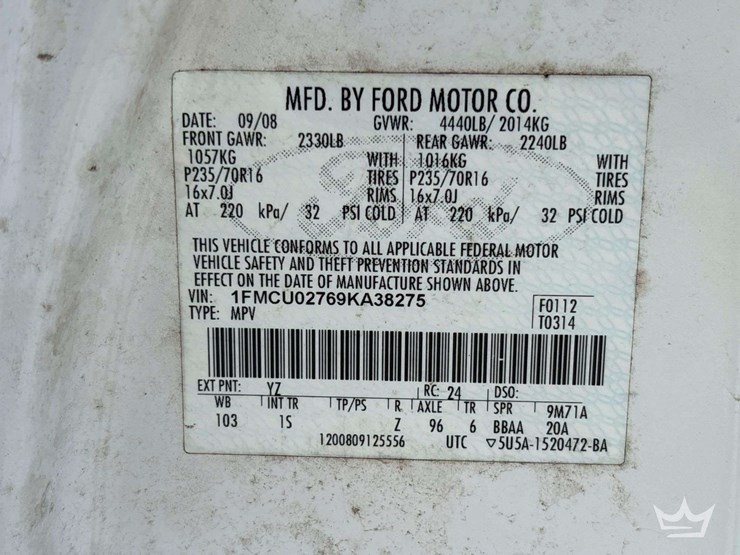 MFD. BY FORD MOTOR CO.
DATE: 09/08 GVWR: 4440LB/ 2014KG
FRONT GAWR: 2330LB REAR GAWR: 2240LB
1057KG WITH 1016KG WITH
P235/70R16 TIRES P235/70R16 TIRES
16x7.0J RIMS 16x7.0J RIMS
AT 220 kPa/ 32 PSI COLD AT 220 kPa/ 32 PSI COLD
Ford
THIS VEHICLE CONFORMS TO ALL APPLICABLE FEDERAL MOTOR
VEHICLE SAFETY AND THEFT PREVENTION STANDARDS IN
EFFECT ON THE DATE OF MANUFACTURE SHOWN ABOVE.
VIN: 1FMCU02769KA38275 F0112
TYPE: MPV T0314
EXT PNT: YZ RC: 24 DSO:
WB INT TR TP/PS R AXLE TR SPR 9M71A
103 1S Z 96 6 BBAA 20A
1200809125556 UTC ▽5U5A-1520472-BA